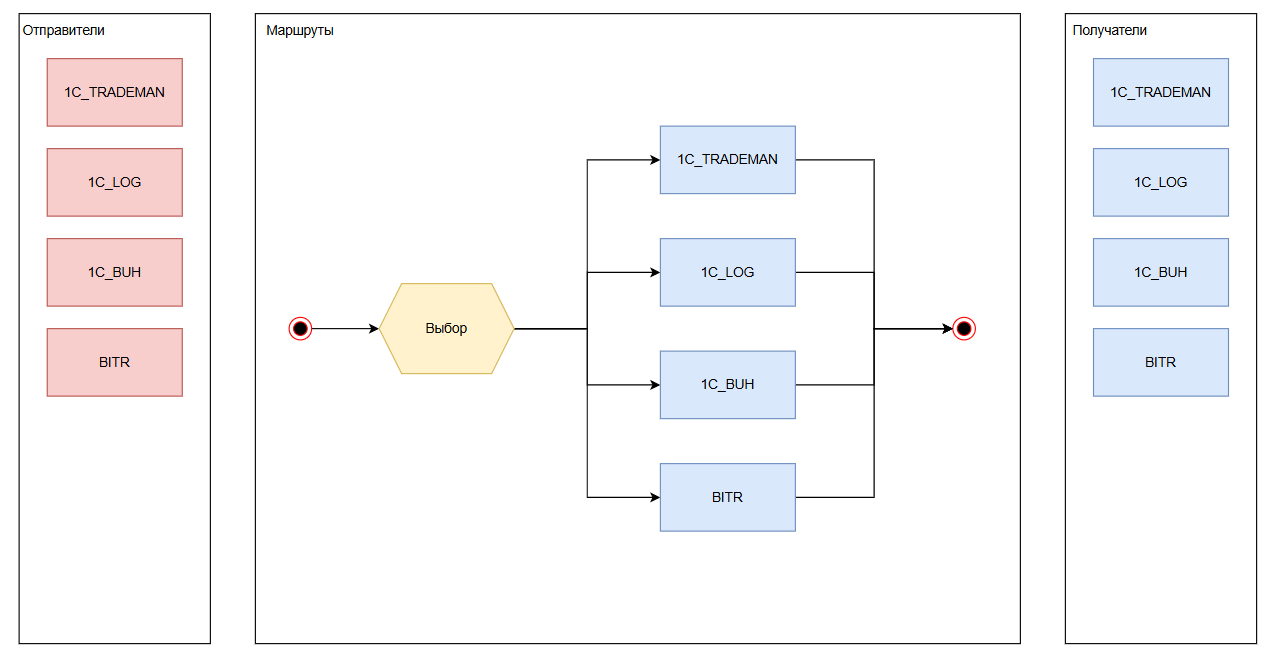 Отправители
1C_TRADEMAN
1C_LOG
1C_BUH
BITR
Маршруты
Выбор
1C_TRADEMAN
1C_LOG
1C_BUH
BITR
Получатели
1C_TRADEMAN
1C_LOG
1C_BUH
BITR